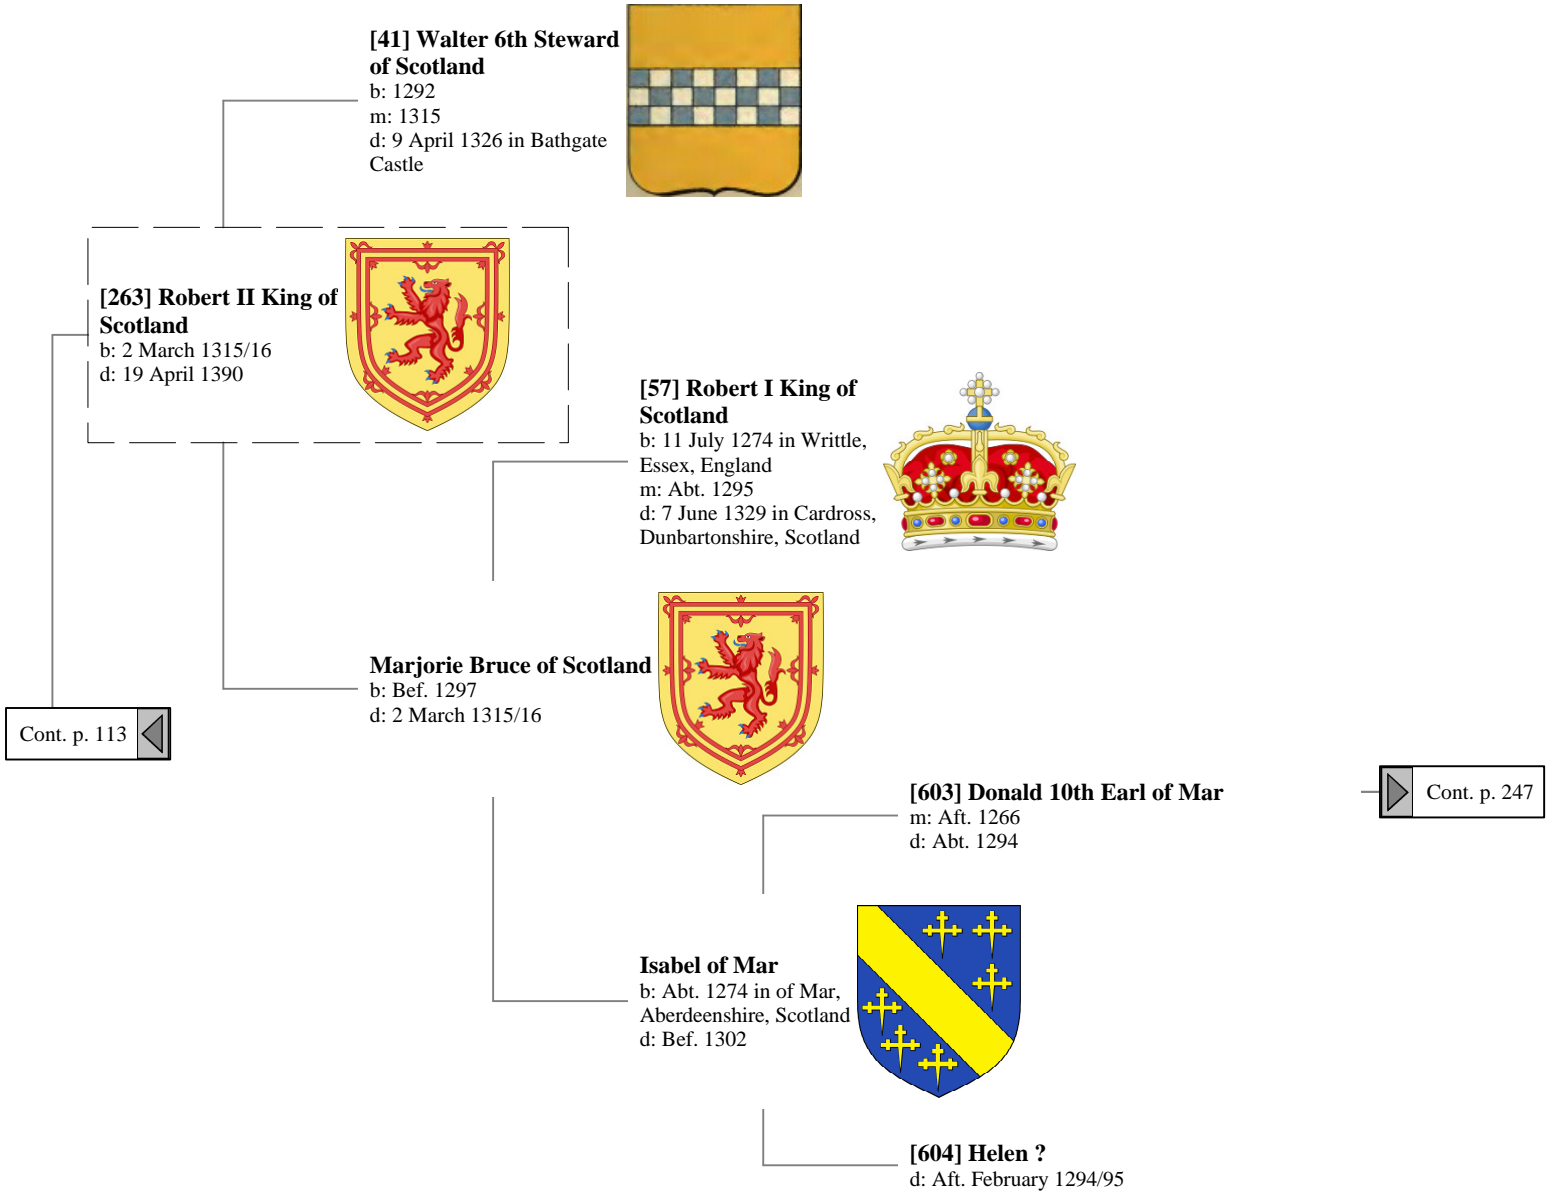 [41] Walter 6th Steward
of Scotland
b: 1292
m: 1315
d: 9 April 1326 in Bathgate
Castle
[263] Robert II King of
Scotland
b: 2 March 1315/16
d: 19 April 1390
[57] Robert I King of
Scotland
b: 11 July 1274 in Writtle,
Essex, England
m: Abt. 1295
d: 7 June 1329 in Cardross,
Dunbartonshire, Scotland
Marjorie Bruce of Scotland
b: Bef. 1297
d: 2 March 1315/16
Cont. p. 113
[603] Donald 10th Earl of Mar
m: Aft. 1266
d: Abt. 1294
Cont. p. 247
Isabel of Mar
b: Abt. 1274 in of Mar,
Aberdeenshire, Scotland
d: Bef. 1302
[604] Helen ?
d: Aft. February 1294/95